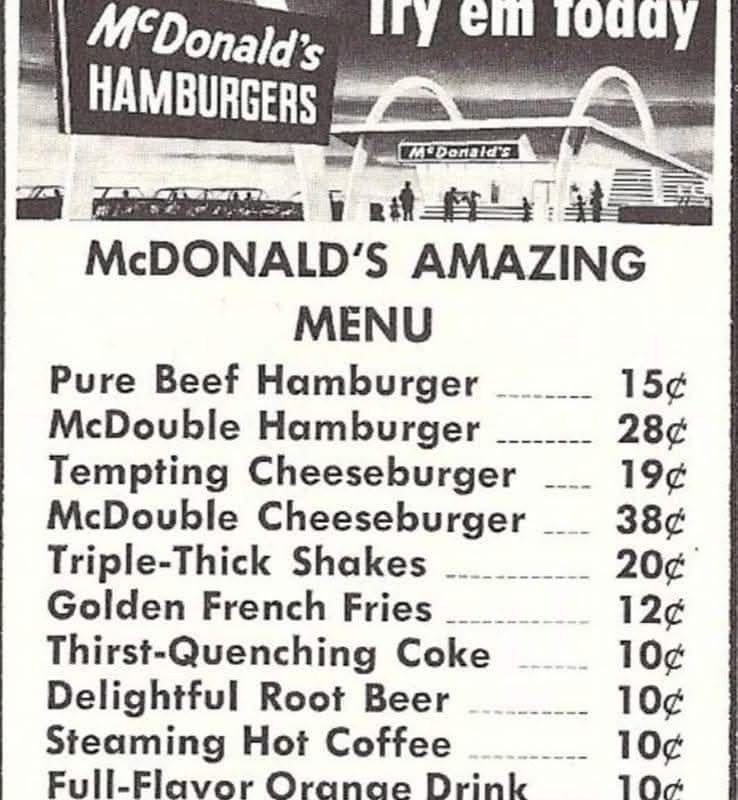 Try em today
McDonald's
HAMBURGERS
McDonald's
McDONALD'S AMAZING
MENU
Pure Beef Hamburger -------- 15¢
McDouble Hamburger -------- 28¢
Tempting Cheeseburger ---- 19¢
McDouble Cheeseburger ---- 38¢
Triple-Thick Shakes ------------ 20¢
Golden French Fries ------------ 12¢
Thirst-Quenching Coke ------ 10¢
Delightful Root Beer ---------- 10¢
Steaming Hot Coffee ---------- 10¢
Full-Flavor Orange Drink 10¢